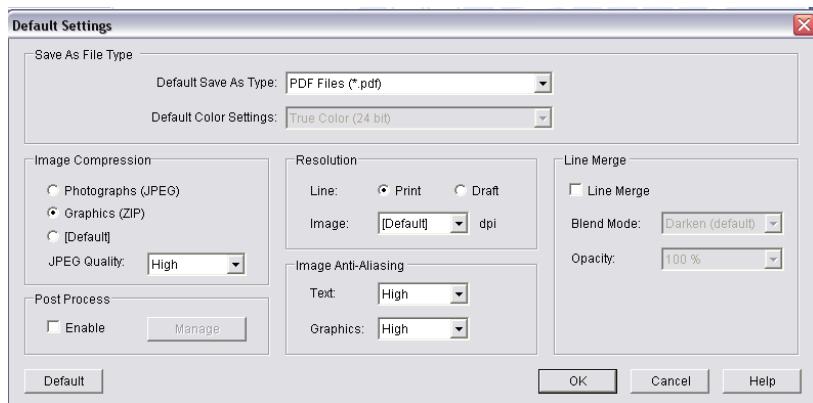 Default Settings
Save As File Type
Default Save As Type: PDF Files (*.pdf)
Default Color Settings: True Color (24 bit)
Image Compression
Photographs (JPEG)
Graphics (ZIP)
[Default]
JPEG Quality: High
Post Process
Enable Manage
Resolution
Line: Print Draft
Image: [Default] dpi
Image Anti-Aliasing
Text: High
Graphics: High
Line Merge
Line Merge
Blend Mode: Darken (default)
Opacity: 100 %
Default OK Cancel Help